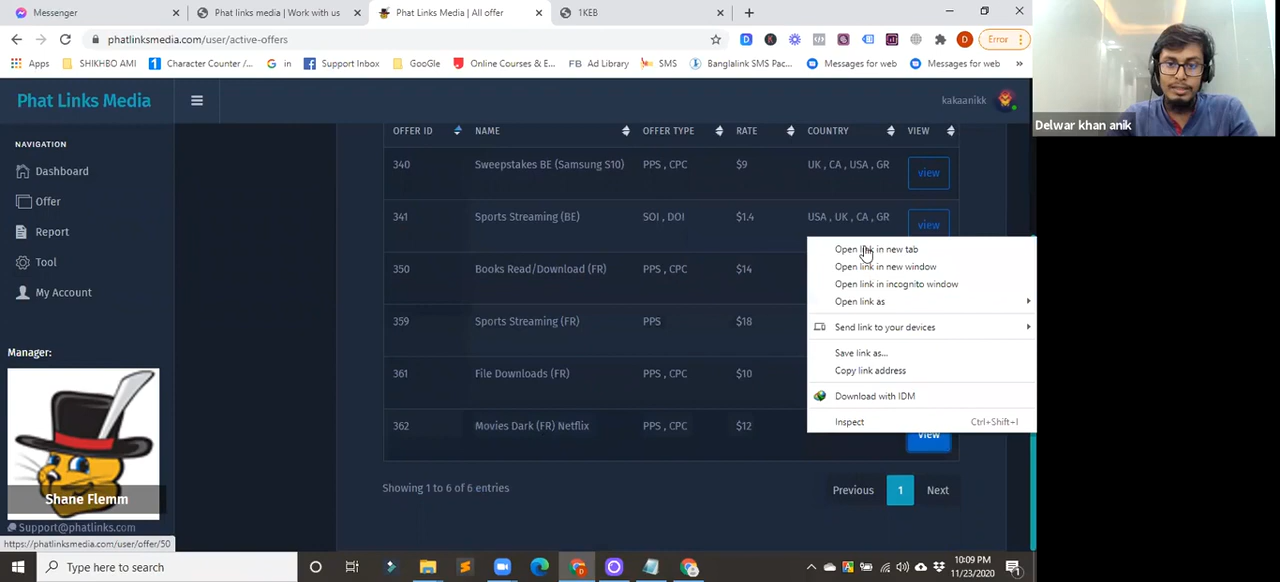 Messenger
Phat links media | Work with us
Phat Links Media | All offer
1KEB
phatlinksmedia.com/user/active-offers
Error
Apps
SHIKHBO AMI
Character Counter /...
in
Support Inbox
GooGle
Online Courses & E...
FB Ad Library
SMS
Banglalink SMS Pac...
Messages for web
Messages for web
»
Delwar khan anik
Phat Links Media
kakaanikk
NAVIGATION
Dashboard
Offer
Report
Tool
My Account
Manager:
Shane Flemm
Support@phatlinks.com
phatlinksmedia.com/user/offer/50
OFFER ID NAME OFFER TYPE RATE COUNTRY VIEW
340 Sweepstakes BE (Samsung S10) PPS , CPC $9 UK , CA , USA , GR view
341 Sports Streaming (BE) SOI , DOI $1.4 USA , UK , CA , GR view
350 Books Read/Download (FR) PPS , CPC $14
359 Sports Streaming (FR) PPS $18
361 File Downloads (FR) PPS , CPC $10
362 Movies Dark (FR) Netflix PPS , CPC $12 view
Showing 1 to 6 of 6 entries
Previous 1 Next
Open link in new tab
Open link in new window
Open link in incognito window
Open link as
Send link to your devices
Save link as...
Copy link address
Download with IDM
Inspect Ctrl+Shift+I
Type here to search
10:09 PM
11/23/2020